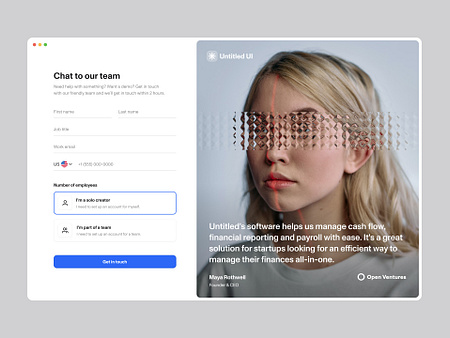 Chat to our team
Need help with something? Want a demo? Get in touch
with our friendly team and we'll get in touch within 2 hours.
First name
Last name
Job title
Work email
US
+1 (555) 000-0000
Number of employees
I'm a solo creator
I need to set up an account for myself.
I'm part of a team
I need to set up an account for a team.
Get in touch
Untitled UI
Untitled's software helps us manage cash flow,
financial reporting and payroll with ease. It's a great
solution for startups looking for an efficient way to
manage their finances all-in-one.
Maya Rothwell
Founder & CEO
Open Ventures